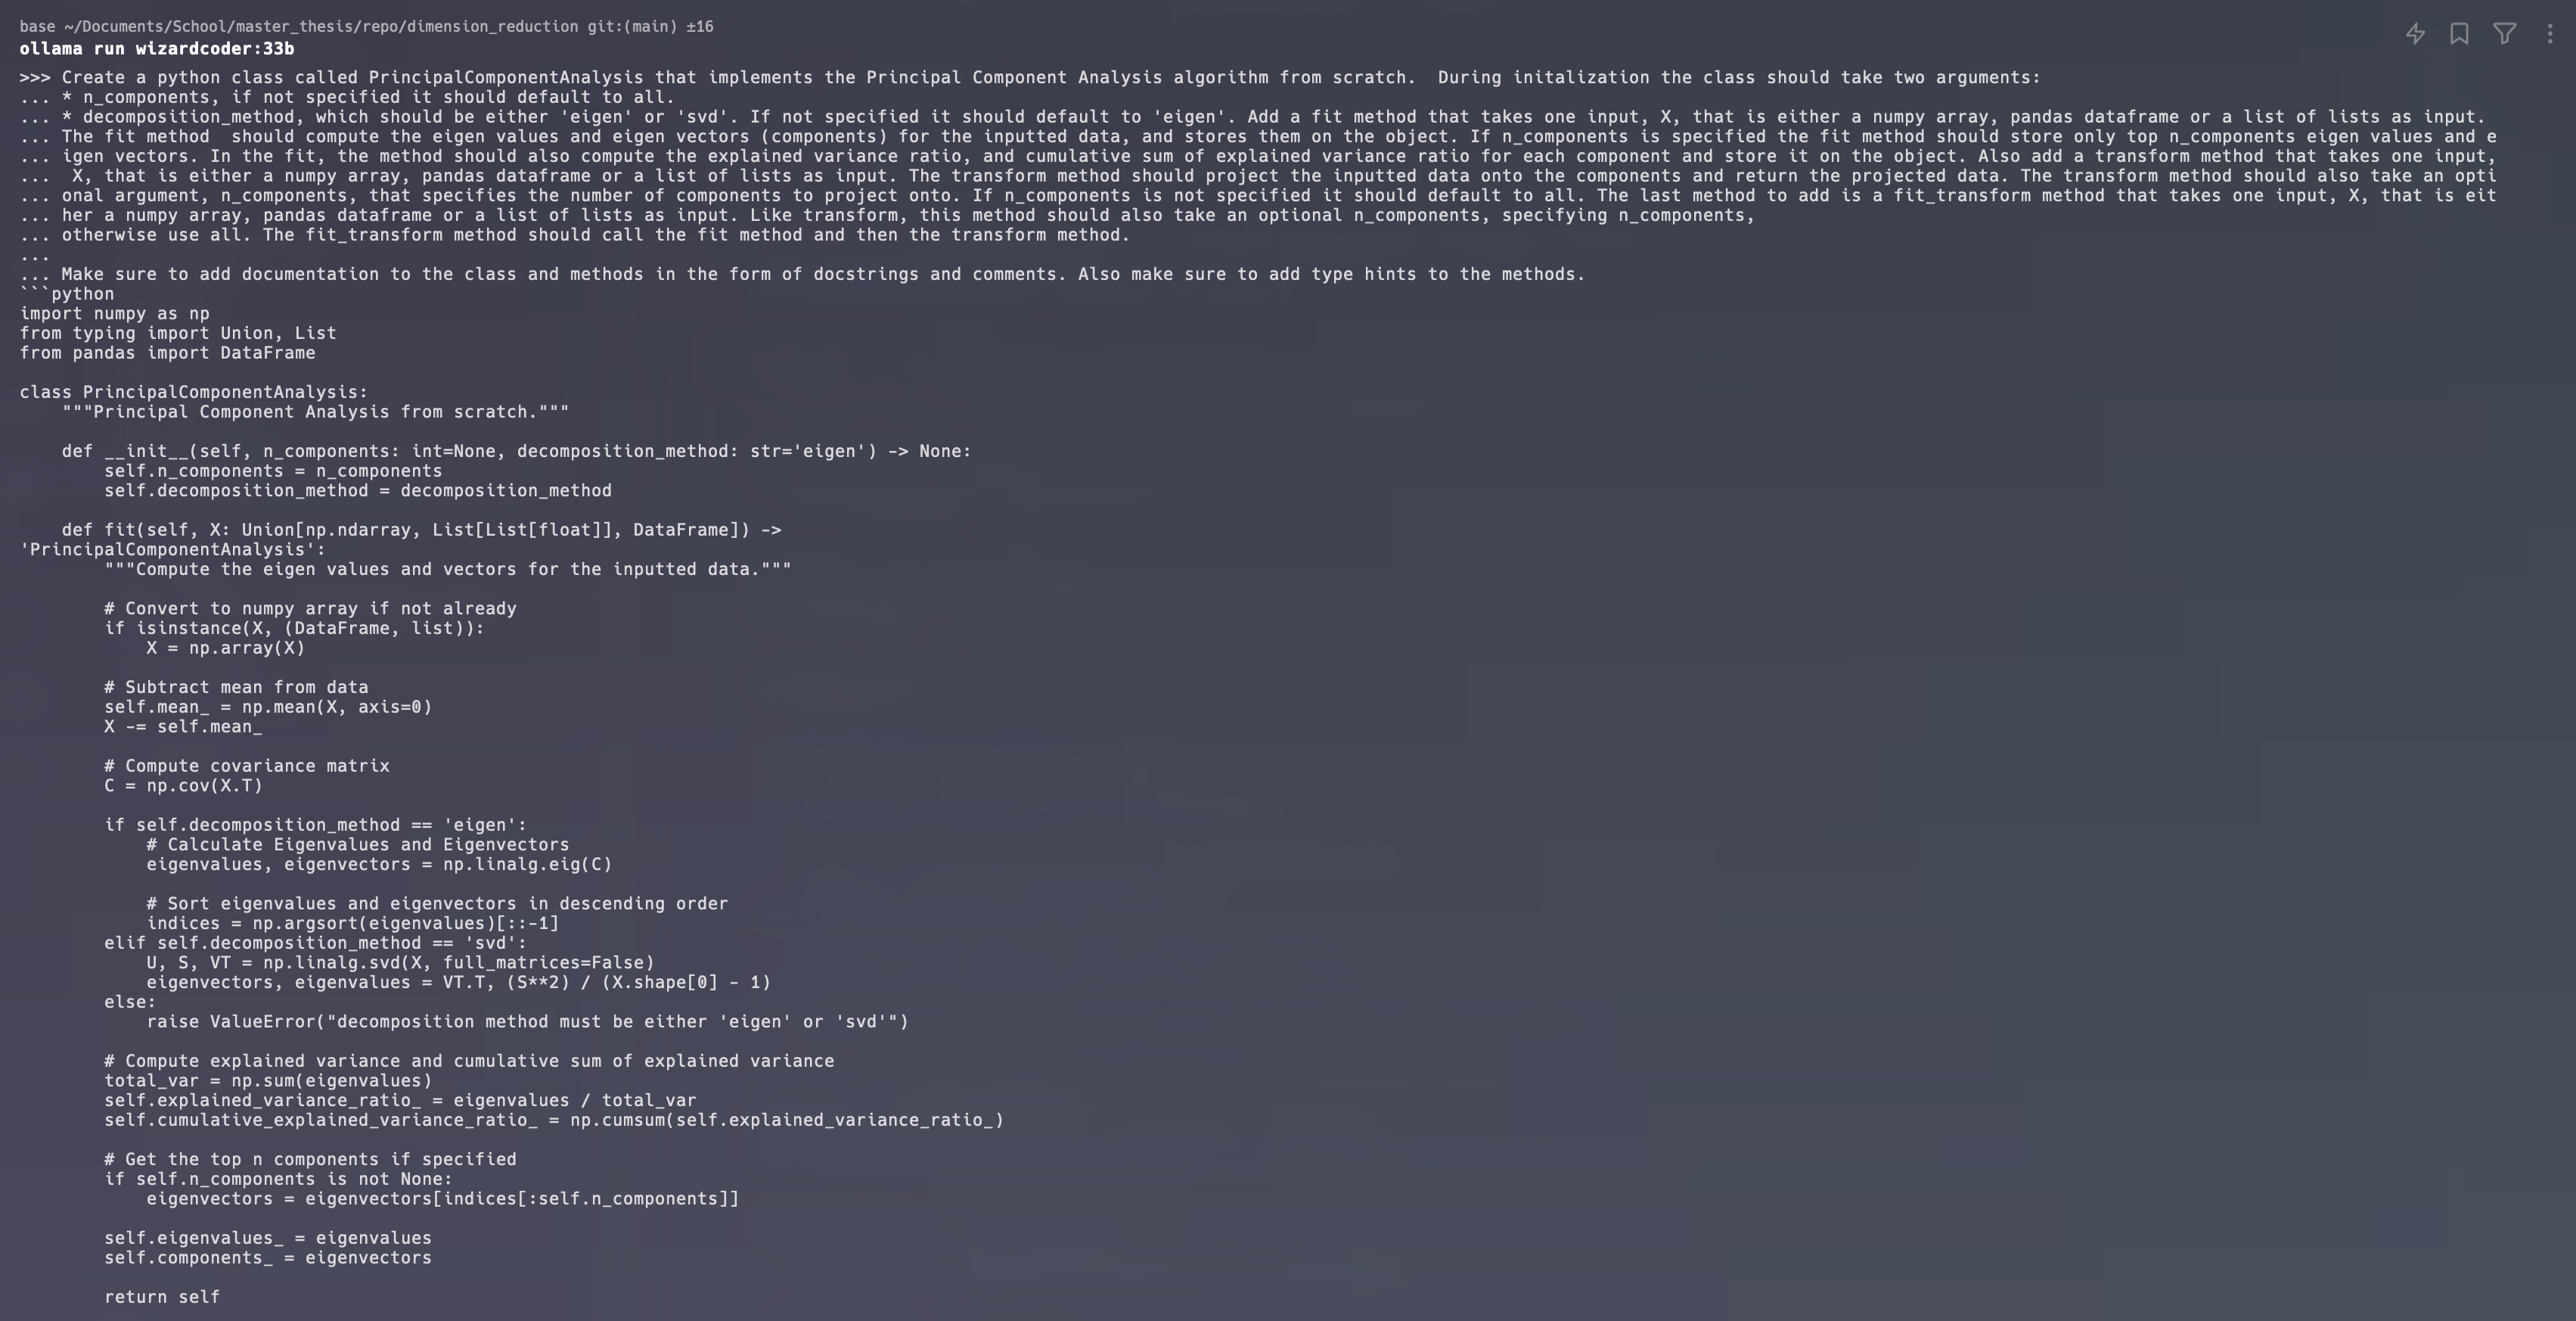 base ~/Documents/School/master_thesis/repo/dimension_reduction git:(main) ±16
ollama run wizardcoder:33b
>>> Create a python class called PrincipalComponentAnalysis that implements the Principal Component Analysis algorithm from scratch.  During initalization the class should take two arguments:
... * n_components, if not specified it should default to all.
... * decomposition_method, which should be either 'eigen' or 'svd'. If not specified it should default to 'eigen'. Add a fit method that takes one input, X, that is either a numpy array, pandas dataframe or a list of lists as input.
... The fit method  should compute the eigen values and eigen vectors (components) for the inputted data, and stores them on the object. If n_components is specified the fit method should store only top n_components eigen values and e
... igen vectors. In the fit, the method should also compute the explained variance ratio, and cumulative sum of explained variance ratio for each component and store it on the object. Also add a transform method that takes one input,
...  X, that is either a numpy array, pandas dataframe or a list of lists as input. The transform method should project the inputted data onto the components and return the projected data. The transform method should also take an opti
... onal argument, n_components, that specifies the number of components to project onto. If n_components is not specified it should default to all. The last method to add is a fit_transform method that takes one input, X, that is eit
... her a numpy array, pandas dataframe or a list of lists as input. Like transform, this method should also take an optional n_components, specifying n_components,
... otherwise use all. The fit_transform method should call the fit method and then the transform method.
...
... Make sure to add documentation to the class and methods in the form of docstrings and comments. Also make sure to add type hints to the methods.
```python
import numpy as np
from typing import Union, List
from pandas import DataFrame

class PrincipalComponentAnalysis:
    """Principal Component Analysis from scratch."""

    def __init__(self, n_components: int=None, decomposition_method: str='eigen') -> None:
        self.n_components = n_components
        self.decomposition_method = decomposition_method

    def fit(self, X: Union[np.ndarray, List[List[float]], DataFrame]) ->
'PrincipalComponentAnalysis':
        """Compute the eigen values and vectors for the inputted data."""

        # Convert to numpy array if not already
        if isinstance(X, (DataFrame, list)):
            X = np.array(X)

        # Subtract mean from data
        self.mean_ = np.mean(X, axis=0)
        X -= self.mean_

        # Compute covariance matrix
        C = np.cov(X.T)

        if self.decomposition_method == 'eigen':
            # Calculate Eigenvalues and Eigenvectors
            eigenvalues, eigenvectors = np.linalg.eig(C)

            # Sort eigenvalues and eigenvectors in descending order
            indices = np.argsort(eigenvalues)[::-1]
        elif self.decomposition_method == 'svd':
            U, S, VT = np.linalg.svd(X, full_matrices=False)
            eigenvectors, eigenvalues = VT.T, (S**2) / (X.shape[0] - 1)
        else:
            raise ValueError("decomposition method must be either 'eigen' or 'svd'")

        # Compute explained variance and cumulative sum of explained variance
        total_var = np.sum(eigenvalues)
        self.explained_variance_ratio_ = eigenvalues / total_var
        self.cumulative_explained_variance_ratio_ = np.cumsum(self.explained_variance_ratio_)

        # Get the top n components if specified
        if self.n_components is not None:
            eigenvectors = eigenvectors[indices[:self.n_components]]

        self.eigenvalues_ = eigenvalues
        self.components_ = eigenvectors

        return self